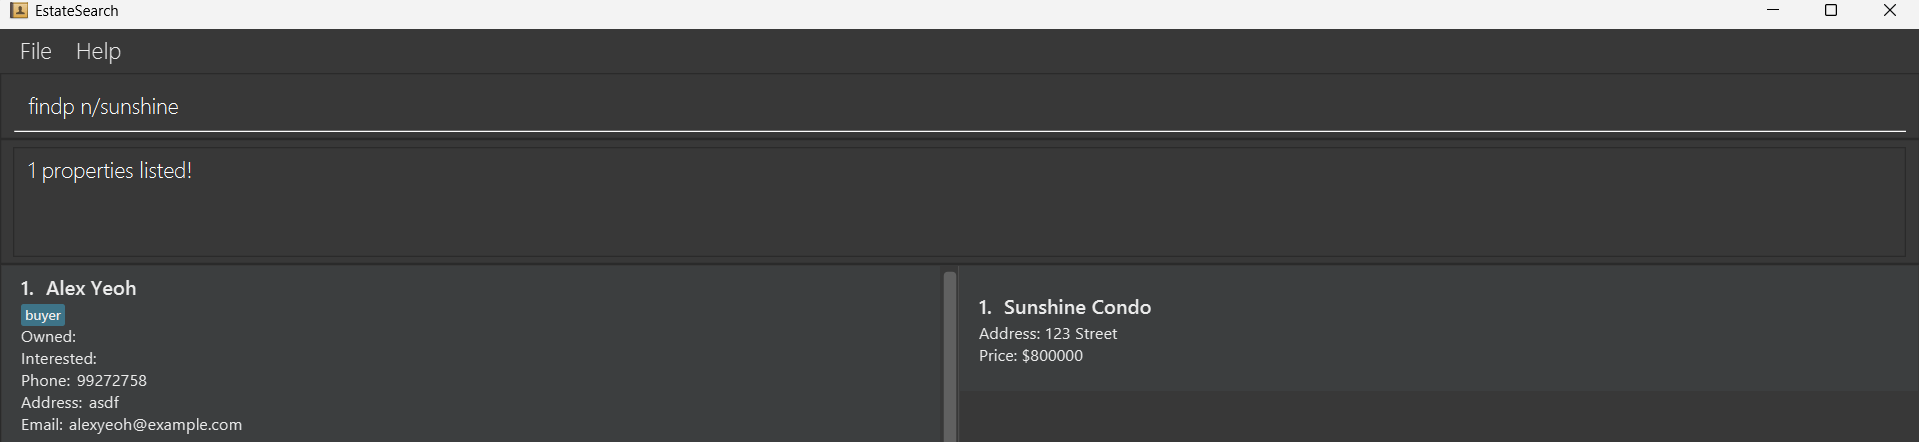 EstateSearch
File Help
findp n/sunshine
1 properties listed!
1. Alex Yeoh
buyer
Owned:
Interested:
Phone: 99272758
Address: asdf
Email: alexyeoh@example.com
1. Sunshine Condo
Address: 123 Street
Price: $800000